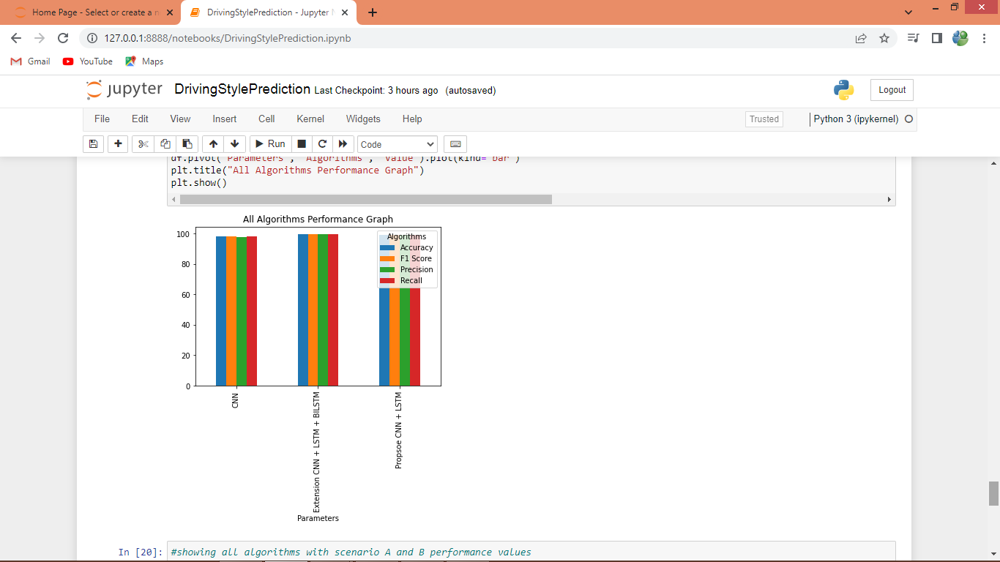 Home Page - Select or create a n
DrivingStylePrediction - Jupyter N
127.0.0.1:8888/notebooks/DrivingStylePrediction.ipynb
Gmail YouTube Maps
jupyter DrivingStylePrediction Last Checkpoint: 3 hours ago (autosaved)
Logout
File Edit View Insert Cell Kernel Widgets Help
Trusted
Python 3 (ipykernel)
Run
Code
df.pivot("Parameters", "Algorithms", "Value").plot(kind='bar')
plt.title("All Algorithms Performance Graph")
plt.show()
All Algorithms Performance Graph
100
80
60
40
20
0
Algorithms
Accuracy
F1 Score
Precision
Recall
CNN
Extension CNN + LSTM + BILSTM
Propsoe CNN + LSTM
Parameters
In [20]: #showing all algorithms with scenario A and B performance values